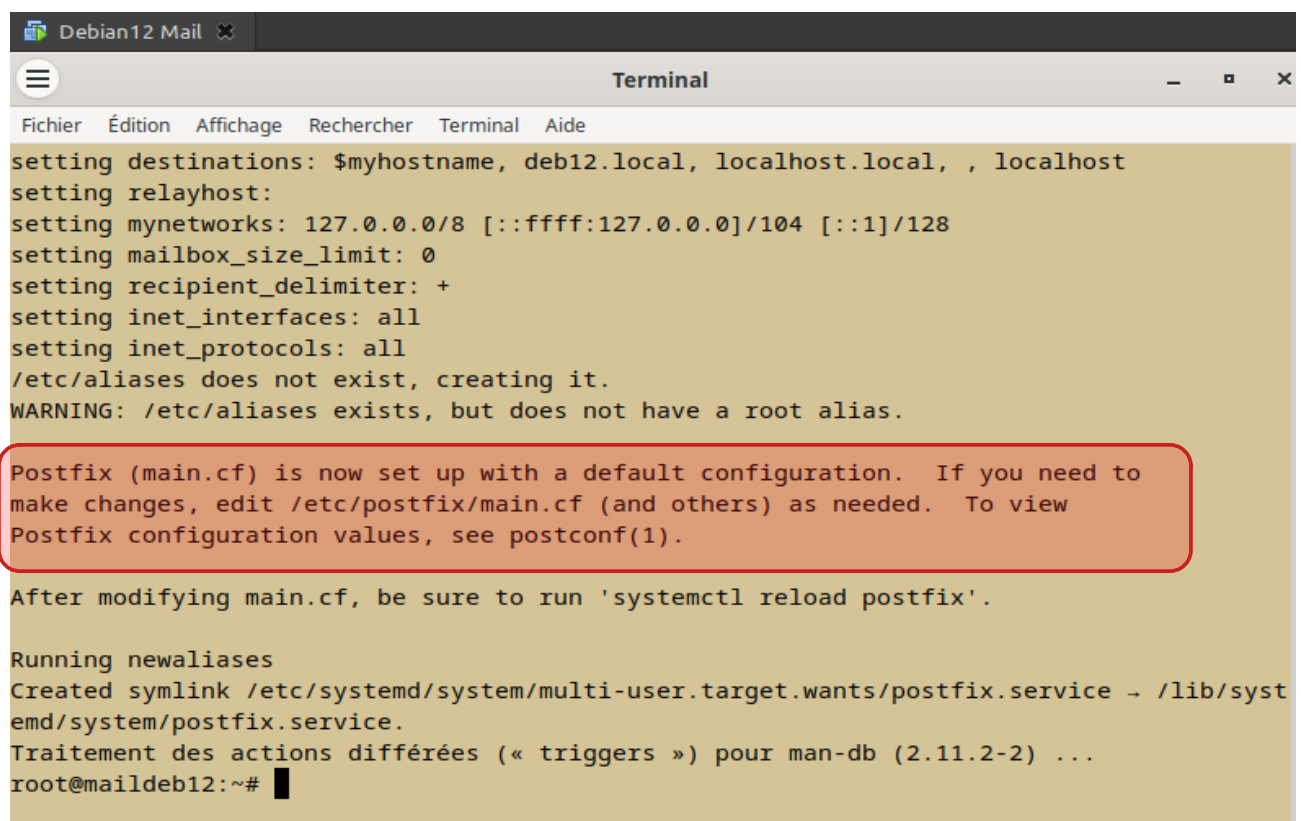 Debian12 Mail
Terminal
Fichier Édition Affichage Rechercher Terminal Aide
setting destinations: $myhostname, deb12.local, localhost.local, , localhost
setting relayhost:
setting mynetworks: 127.0.0.0/8 [::ffff:127.0.0.0]/104 [::1]/128
setting mailbox_size_limit: 0
setting recipient_delimiter: +
setting inet_interfaces: all
setting inet_protocols: all
/etc/aliases does not exist, creating it.
WARNING: /etc/aliases exists, but does not have a root alias.
Postfix (main.cf) is now set up with a default configuration.  If you need to
make changes, edit /etc/postfix/main.cf (and others) as needed.  To view
Postfix configuration values, see postconf(1).
After modifying main.cf, be sure to run 'systemctl reload postfix'.
Running newaliases
Created symlink /etc/systemd/system/multi-user.target.wants/postfix.service → /lib/syst
emd/system/postfix.service.
Traitement des actions différées (« triggers ») pour man-db (2.11.2-2) ...
root@maildeb12:~#